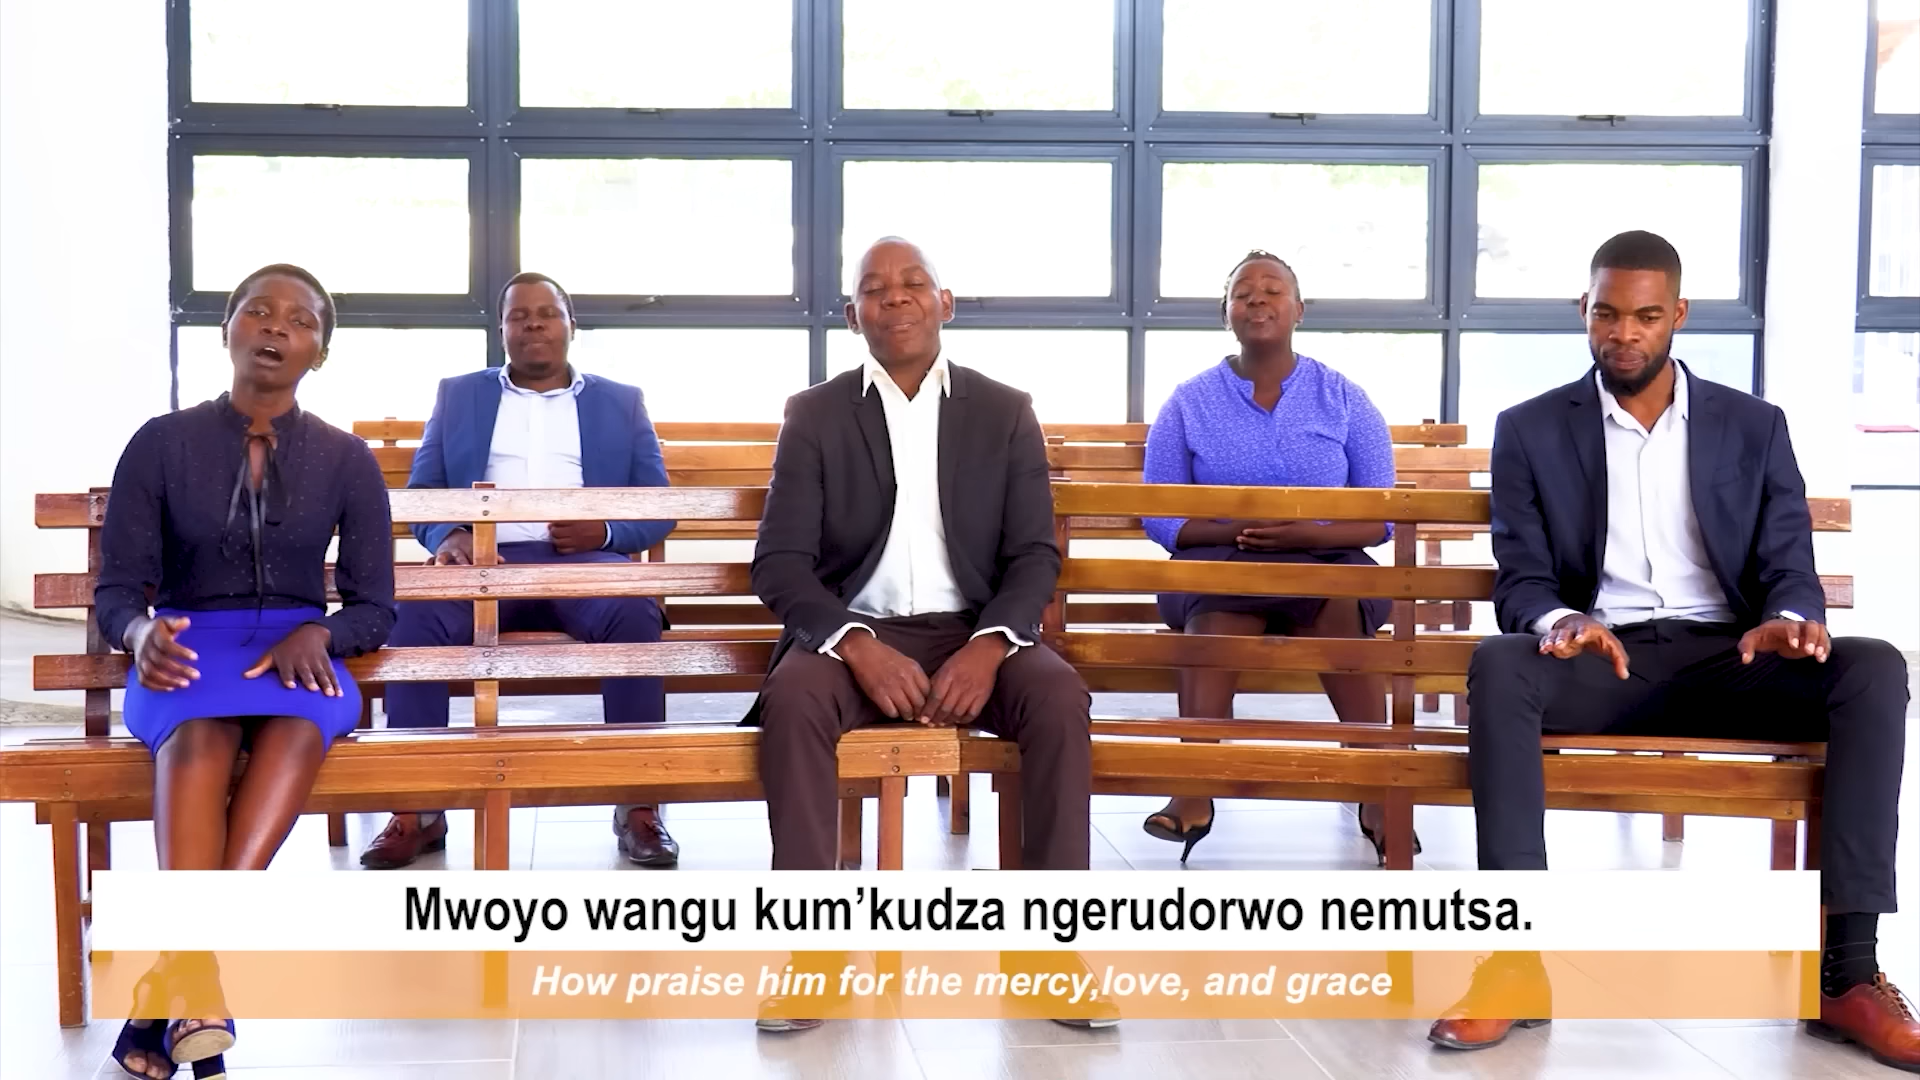 Mwoyo wangu kum’kudza ngerudorwo nemutsa.
How praise him for the mercy,love, and grace